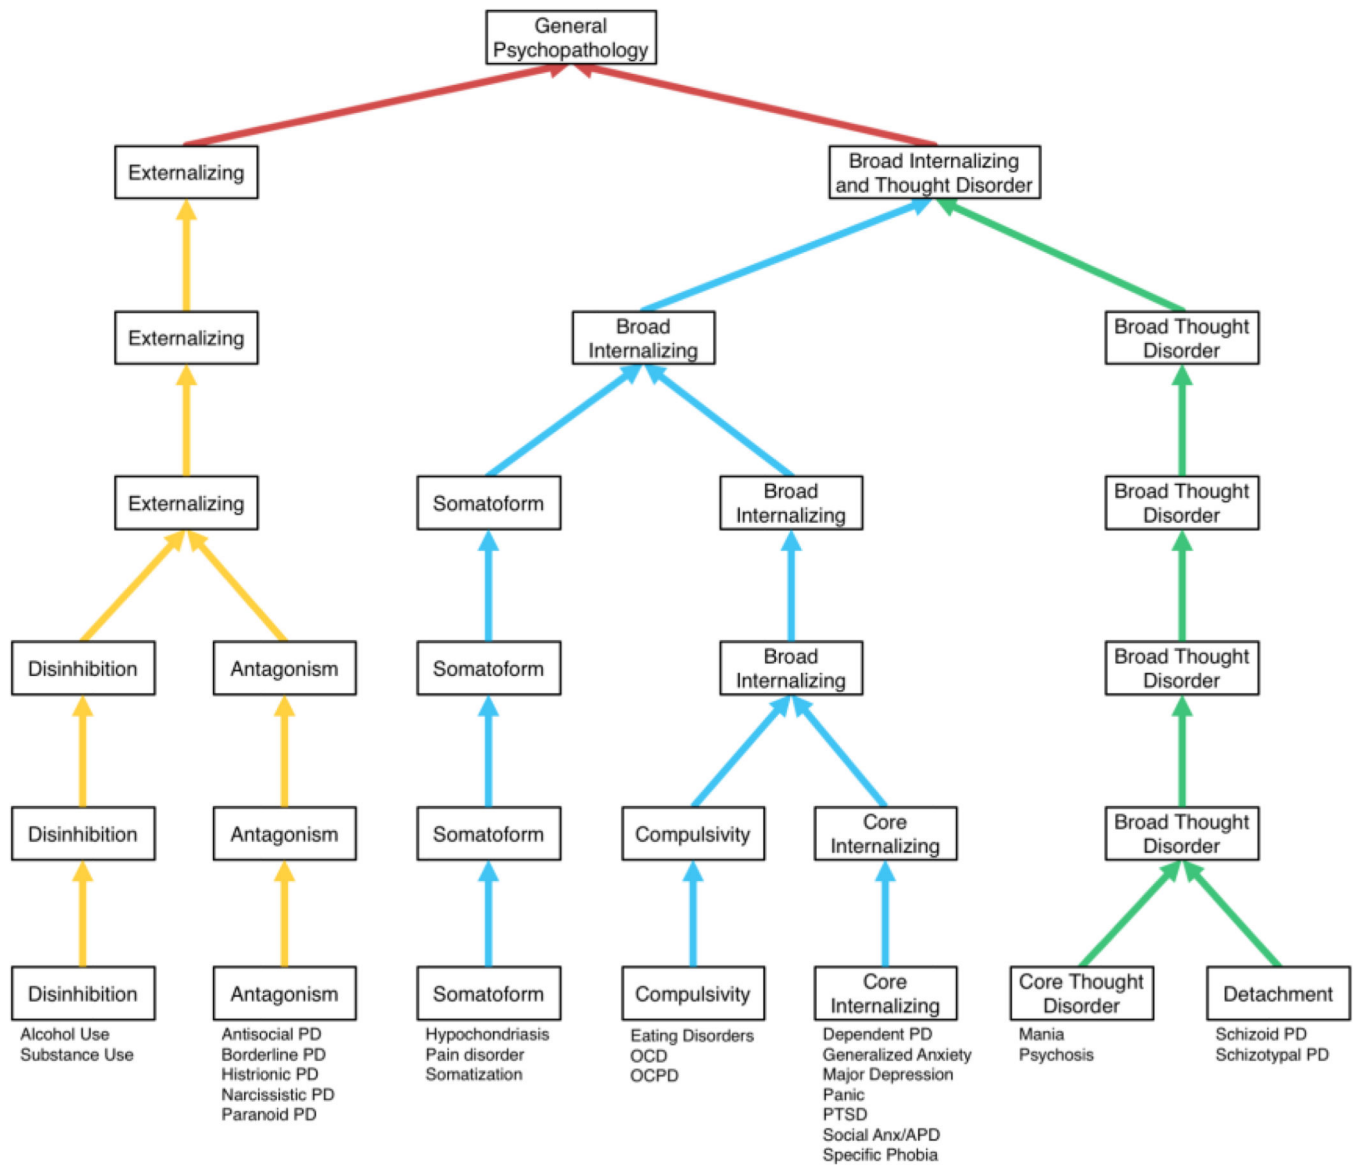 General
Psychopathology
Externalizing
Broad Internalizing
and Thought Disorder
Externalizing
Broad
Internalizing
Broad Thought
Disorder
Externalizing
Somatoform
Broad
Internalizing
Broad Thought
Disorder
Disinhibition
Antagonism
Somatoform
Broad
Internalizing
Broad Thought
Disorder
Disinhibition
Antagonism
Somatoform
Compulsivity
Core
Internalizing
Broad Thought
Disorder
Disinhibition
Antagonism
Somatoform
Compulsivity
Core
Internalizing
Core Thought
Disorder
Detachment
Alcohol Use
Substance Use
Antisocial PD
Borderline PD
Histrionic PD
Narcissistic PD
Paranoid PD
Hypochondriasis
Pain disorder
Somatization
Eating Disorders
OCD
OCPD
Dependent PD
Generalized Anxiety
Major Depression
Panic
PTSD
Social Anx/APD
Specific Phobia
Mania
Psychosis
Schizoid PD
Schizotypal PD